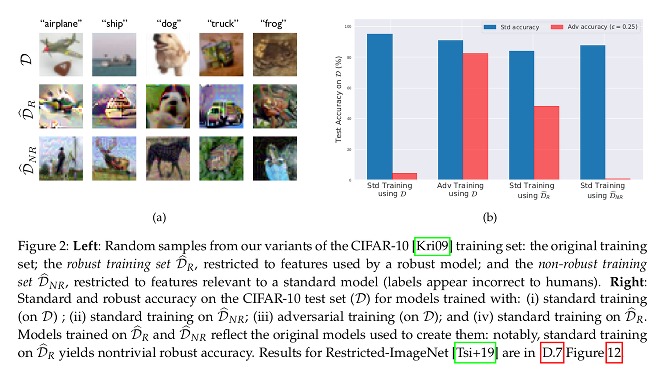 "airplane" "ship" "dog" "truck" "frog"
D
D̂_R
D̂_NR
(a)
Std accuracy Adv accuracy (ε = 0.25)
Test Accuracy on D (%)
100
80
60
40
20
0
Std Training using D
Adv Training using D
Std Training using D̂_R
Std Training using D̂_NR
(b)
Figure 2: Left: Random samples from our variants of the CIFAR-10 [Kri09] training set: the original training
set; the robust training set D̂_R, restricted to features used by a robust model; and the non-robust training
set D̂_NR, restricted to features relevant to a standard model (labels appear incorrect to humans). Right:
Standard and robust accuracy on the CIFAR-10 test set (D) for models trained with: (i) standard training
(on D) ; (ii) standard training on D̂_NR; (iii) adversarial training (on D); and (iv) standard training on D̂_R.
Models trained on D̂_R and D̂_NR reflect the original models used to create them: notably, standard training
on D̂_R yields nontrivial robust accuracy. Results for Restricted-ImageNet [Tsi+19] are in D.7 Figure 12